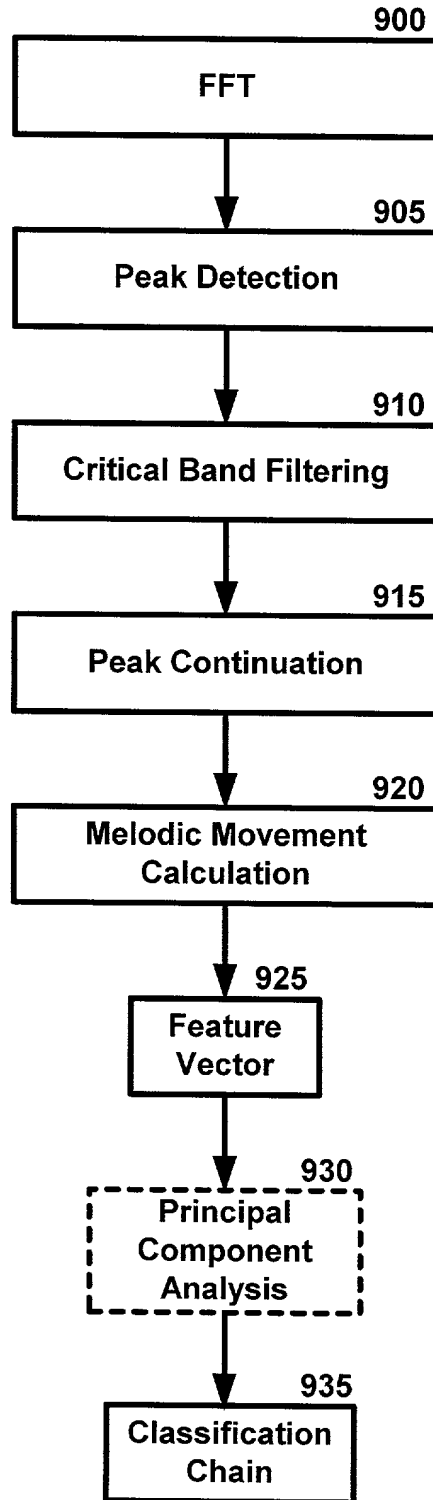 900
FFT
905
Peak Detection
910
Critical Band Filtering
915
Peak Continuation
920
Melodic Movement
Calculation
925
Feature
Vector
930
Principal
Component
Analysis
935
Classification
Chain